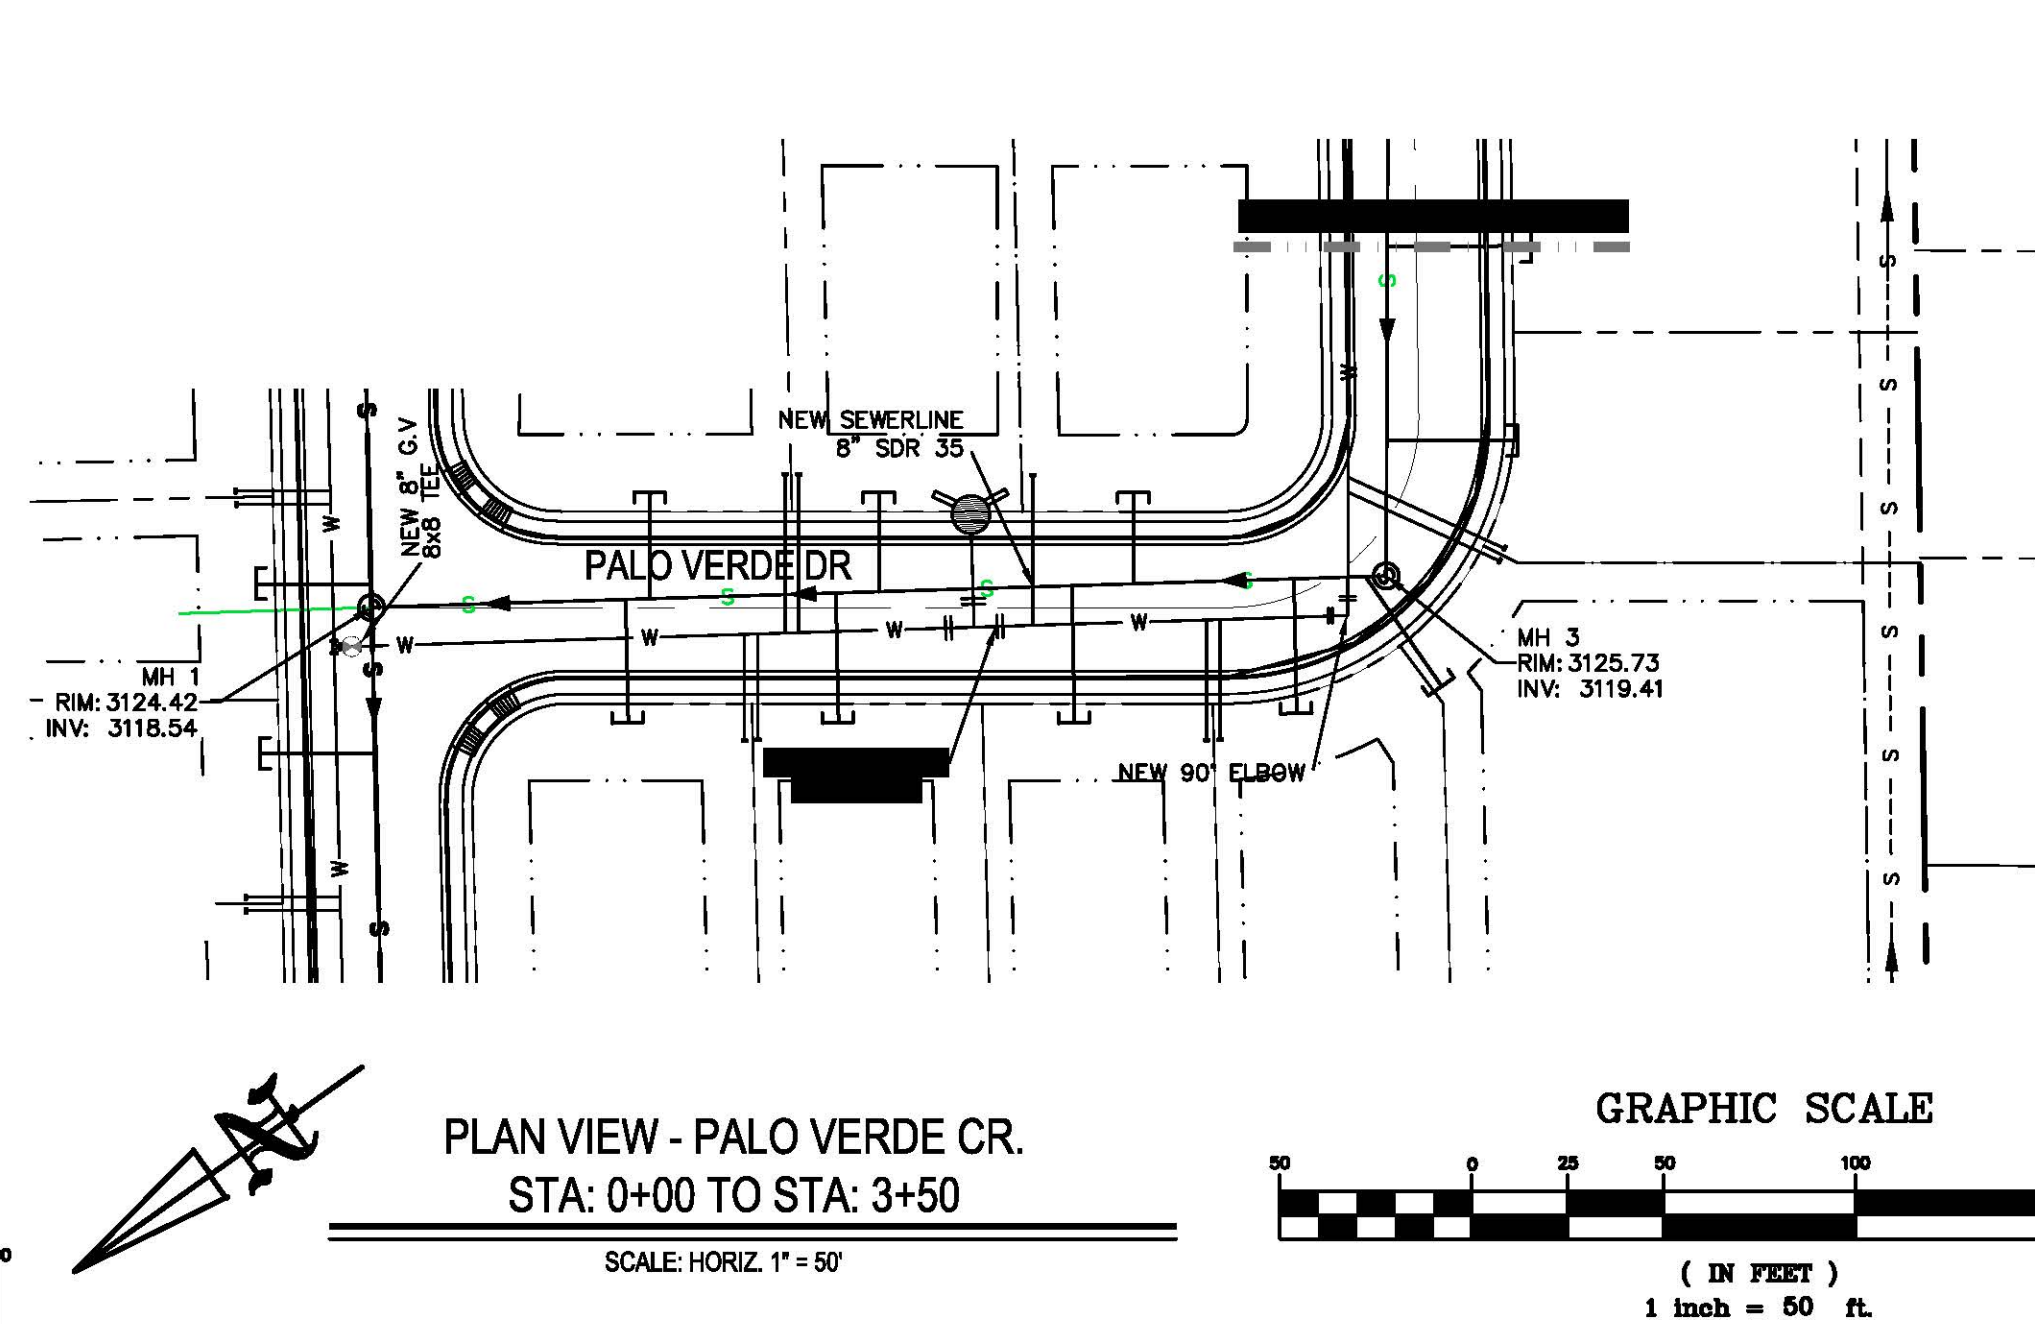 NEW SEWERLINE
8" SDR 35
NEW 8" G.V
8x8 TEE
PALO VERDE DR
S
S
S
S
S
S
S
S
S
W
W
W
W
W
W
W
S
S
S
S
S
S
MH 1
RIM: 3124.42
INV: 3118.54
MH 3
RIM: 3125.73
INV: 3119.41
NEW 90° ELBOW
N
PLAN VIEW - PALO VERDE CR.
STA: 0+00 TO STA: 3+50
SCALE: HORIZ. 1" = 50'
GRAPHIC SCALE
50 0 25 50 100
( IN FEET )
1 inch = 50 ft.
0